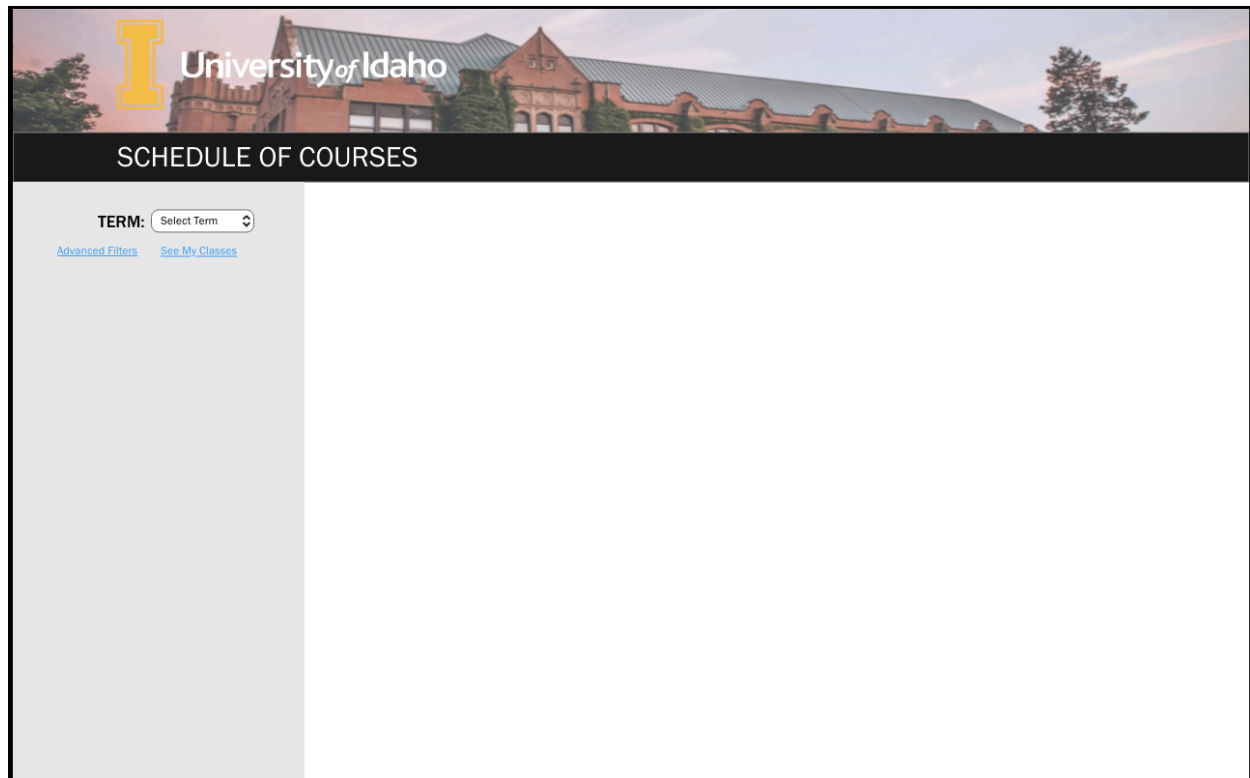 I
University of Idaho
SCHEDULE OF COURSES
TERM: Select Term
Advanced Filters See My Classes